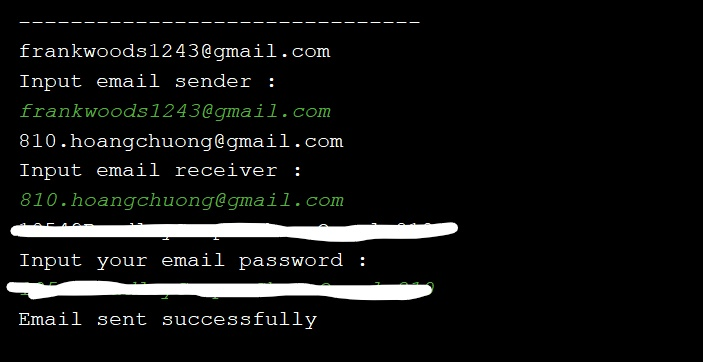 -------------------------------
frankwoods1243@gmail.com
Input email sender :
frankwoods1243@gmail.com
810.hoangchuong@gmail.com
Input email receiver :
810.hoangchuong@gmail.com
Input your email password :
Email sent successfully